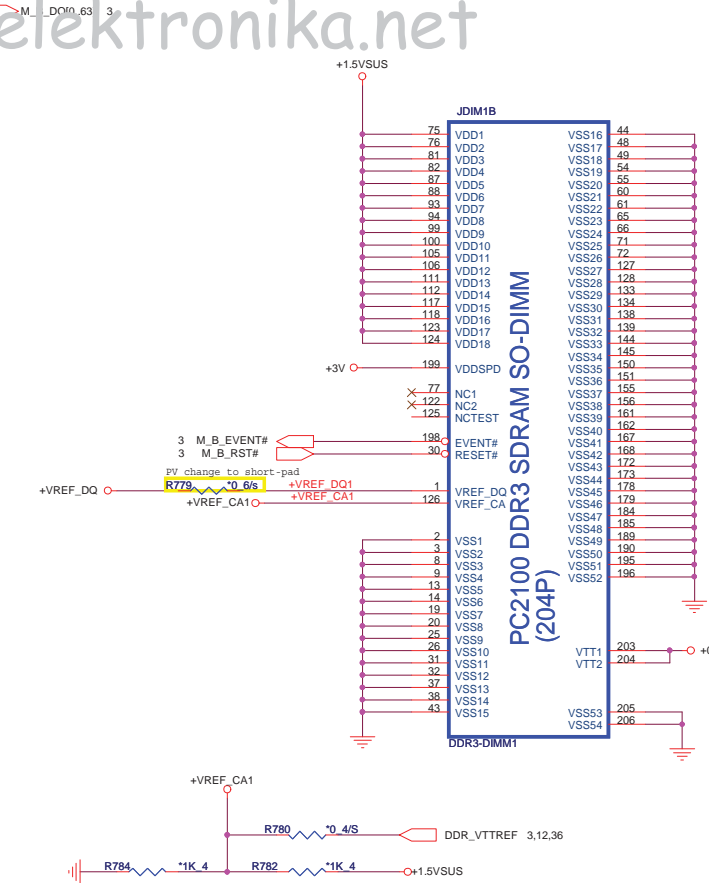 M_B_DQ[0..63] 3
elektronika.net
+1.5VSUS
JDIM1B
75 VDD1 VSS16 44
76 VDD2 VSS17 48
81 VDD3 VSS18 49
82 VDD4 VSS19 54
87 VDD5 VSS20 55
88 VDD6 VSS21 60
93 VDD7 VSS22 61
94 VDD8 VSS23 65
99 VDD9 VSS24 66
100 VDD10 VSS25 71
105 VDD11 VSS26 72
106 VDD12 VSS27 127
111 VDD13 VSS28 128
112 VDD14 VSS29 133
117 VDD15 VSS30 134
118 VDD16 VSS31 138
123 VDD17 VSS32 139
124 VDD18 VSS33 144
VSS34 145
+3V 199 VDDSPD VSS35 150
VSS36 151
77 NC1 VSS37 155
122 NC2 VSS38 156
125 NCTEST VSS39 161
VSS40 162
3 M_B_EVENT# 198 EVENT# VSS41 167
3 M_B_RST# 30 RESET# VSS42 168
VSS43 172
PV change to short-pad VSS44 173
R779 *0_6/s +VREF_DQ1 VSS45 178
+VREF_DQ 1 VREF_DQ VSS46 179
+VREF_CA1 +VREF_CA1 126 VREF_CA VSS47 184
VSS48 185
2 VSS1 VSS49 189
3 VSS2 VSS50 190
8 VSS3 VSS51 195
9 VSS4 VSS52 196
13 VSS5
14 VSS6
19 VSS7
20 VSS8
25 VSS9
26 VSS10 VTT1 203
31 VSS11 VTT2 204
32 VSS12
37 VSS13
38 VSS14
43 VSS15 VSS53 205
VSS54 206
PC2100 DDR3 SDRAM SO-DIMM
(204P)
DDR3-DIMM1
+VREF_CA1
R780 *0_4/S DDR_VTTREF 3,12,36
R784 *1K_4 R782 *1K_4 +1.5VSUS